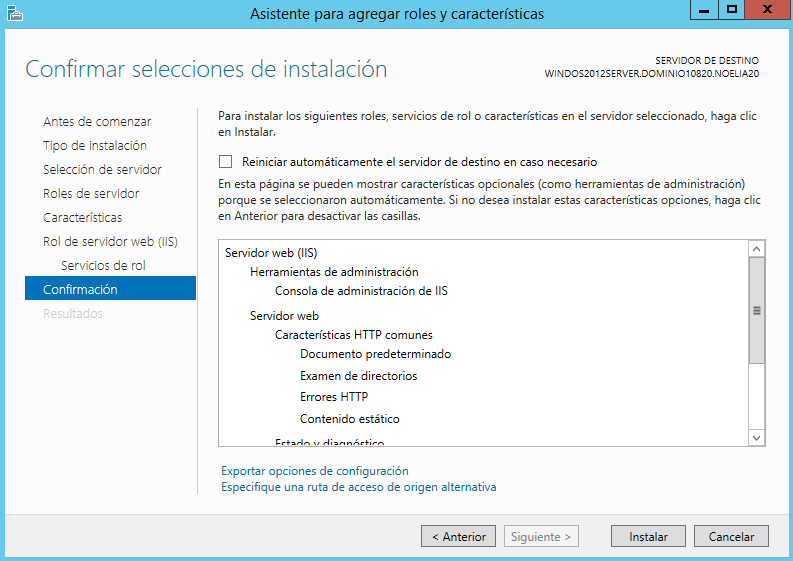 Asistente para agregar roles y características
Confirmar selecciones de instalación
SERVIDOR DE DESTINO
WINDOS2012SERVER.DOMINIO10820.NOELIA20
Antes de comenzar
Tipo de instalación
Selección de servidor
Roles de servidor
Características
Rol de servidor web (IIS)
Servicios de rol
Confirmación
Resultados
Para instalar los siguientes roles, servicios de rol o características en el servidor seleccionado, haga clic
en Instalar.
Reiniciar automáticamente el servidor de destino en caso necesario
En esta página se pueden mostrar características opcionales (como herramientas de administración)
porque se seleccionaron automáticamente. Si no desea instalar estas características opciones, haga clic
en Anterior para desactivar las casillas.
Servidor web (IIS)
Herramientas de administración
Consola de administración de IIS
Servidor web
Características HTTP comunes
Documento predeterminado
Examen de directorios
Errores HTTP
Contenido estático
Estado y diagnóstico
Exportar opciones de configuración
Especifique una ruta de acceso de origen alternativa
< Anterior
Siguiente >
Instalar
Cancelar